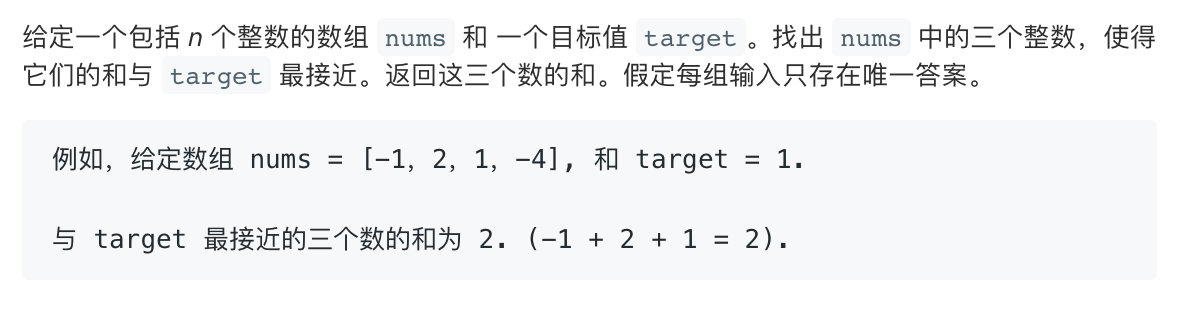 给定一个包括 n 个整数的数组 nums 和 一个目标值 target 。找出 nums 中的三个整数，使得
它们的和与 target 最接近。返回这三个数的和。假定每组输入只存在唯一答案。
例如，给定数组 nums = [-1, 2, 1, -4], 和 target = 1.
与 target 最接近的三个数的和为 2. (-1 + 2 + 1 = 2).